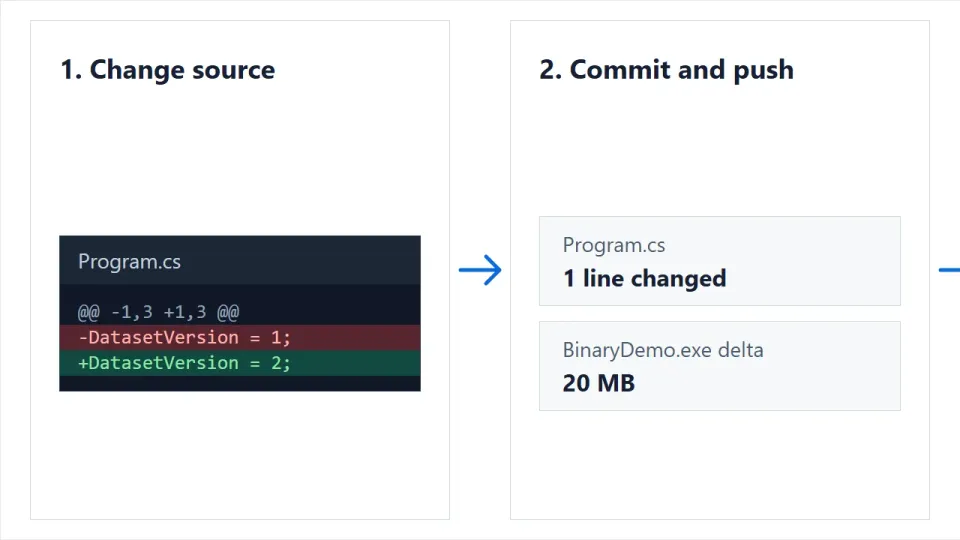 1. Change source
Program.cs
@@ -1,3 +1,3 @@
-DatasetVersion = 1;
+DatasetVersion = 2;
2. Commit and push
Program.cs
1 line changed
BinaryDemo.exe delta
20 MB